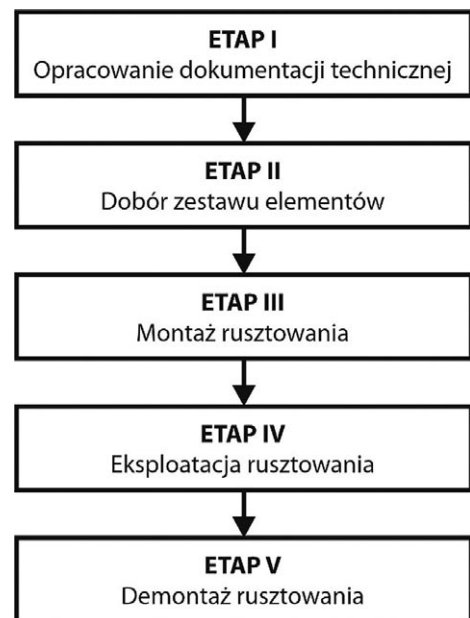 ETAP I
Opracowanie dokumentacji technicznej
ETAP II
Dobór zestawu elementów
ETAP III
Montaż rusztowania
ETAP IV
Eksploatacja rusztowania
ETAP V
Demontaż rusztowania